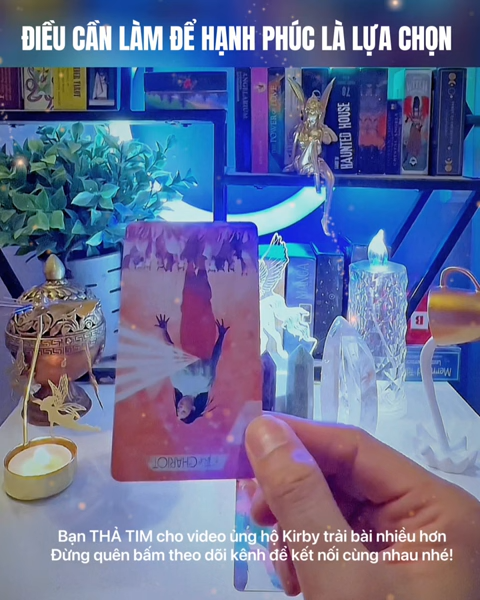 ĐIỀU CẦN LÀM ĐỂ HẠNH PHÚC LÀ LỰA CHỌN
HAUNTED HOUSE
CHARIOT
Bạn THẢ TIM cho video ủng hộ Kirby trải bài nhiều hơn
Đừng quên bấm theo dõi kênh để kết nối cùng nhau nhé!